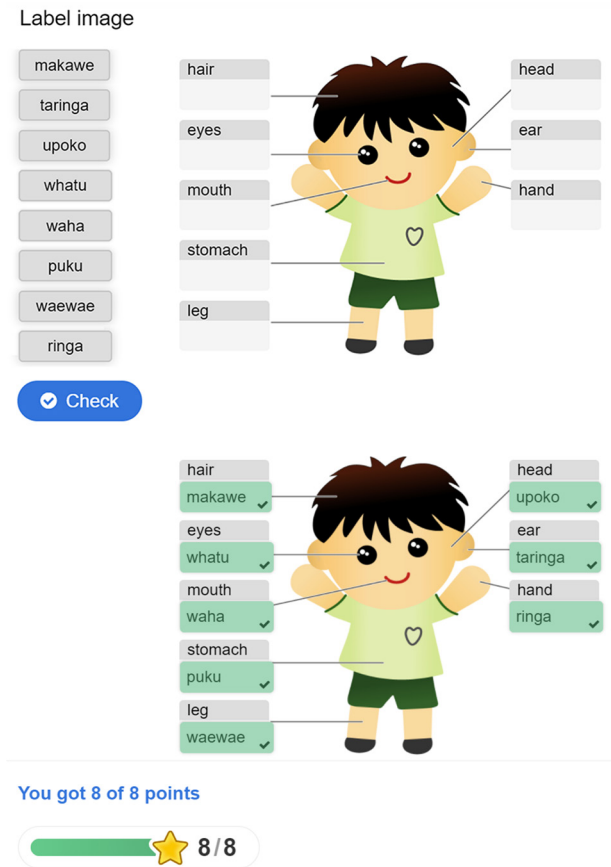 Label image
makawe
taringa
upoko
whatu
waha
puku
waewae
ringa
hair
eyes
mouth
stomach
leg
head
ear
hand
Check
hair
makawe
eyes
whatu
mouth
waha
stomach
puku
leg
waewae
head
upoko
ear
taringa
hand
ringa
You got 8 of 8 points
8/8